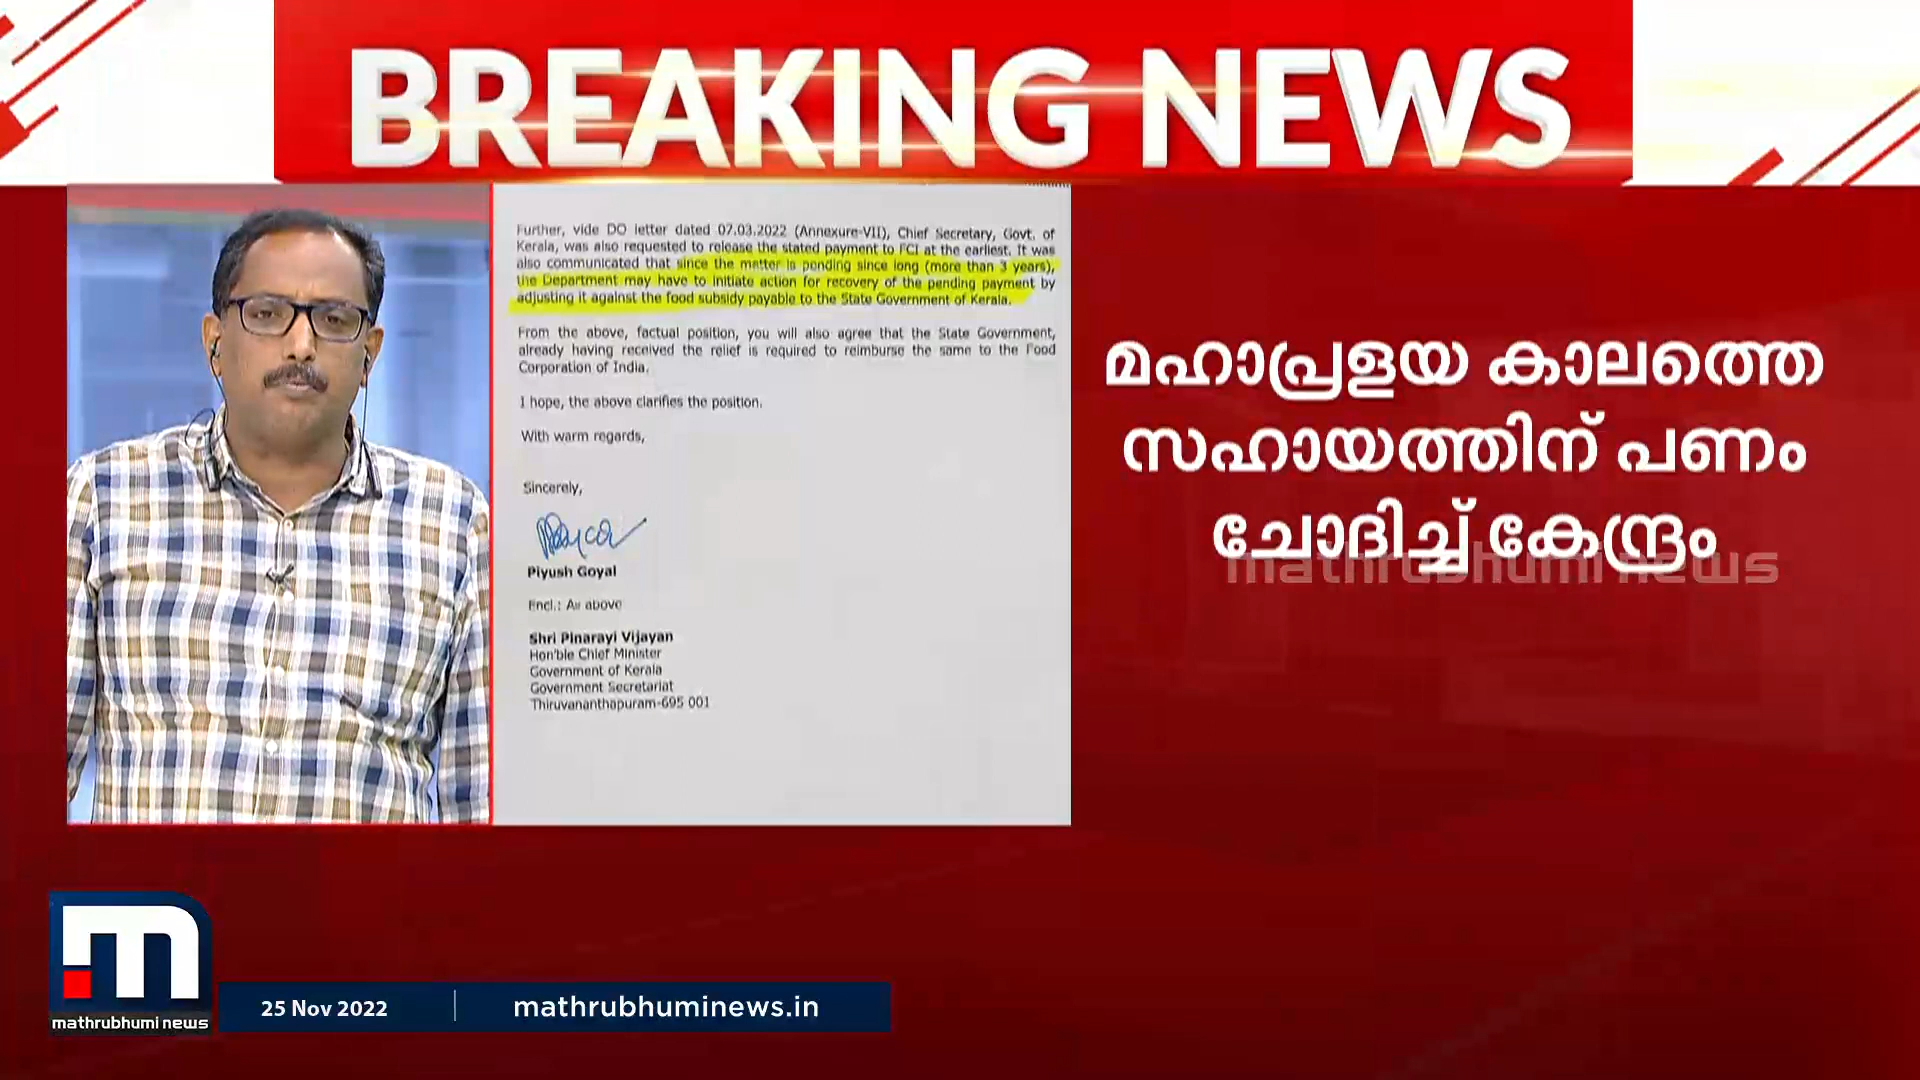 BREAKING NEWS
Further, vide DO letter dated 07.03.2022 (Annexure-VII), Chief Secretary, Govt. of
Kerala, was also requested to release the stated payment to FCI at the earliest. It was
also communicated that since the matter is pending since long (more than 3 years),
the Department may have to initiate action for recovery of the pending payment by
adjusting it against the food subsidy payable to the State Government of Kerala.
From the above, factual position, you will also agree that the State Government,
already having received the relief is required to reimburse the same to the Food
Corporation of India.
I hope, the above clarifies the position.
With warm regards,
Sincerely,
Piyush Goyal
Encl.: As above
Shri Pinarayi Vijayan
Hon'ble Chief Minister
Government of Kerala
Government Secretariat
Thiruvananthapuram-695 001
മഹാപ്രളയ കാലത്തെ
സഹായത്തിന് പണം
ചോദിച്ച് കേന്ദ്രം
mathrubhumi news
mathrubhumi news
25 Nov 2022
mathrubhuminews.in